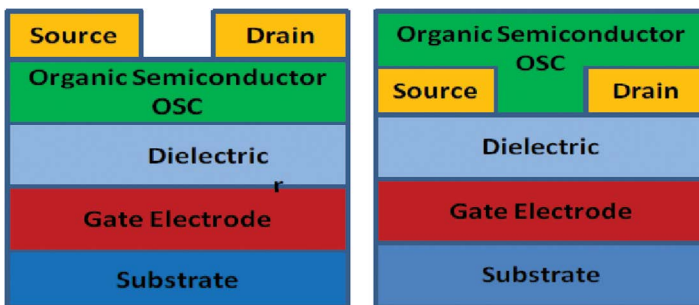 Source
Drain
Organic Semiconductor
OSC
Dielectric
r
Gate Electrode
Substrate
Organic Semiconductor
OSC
Source
Drain
Dielectric
Gate Electrode
Substrate